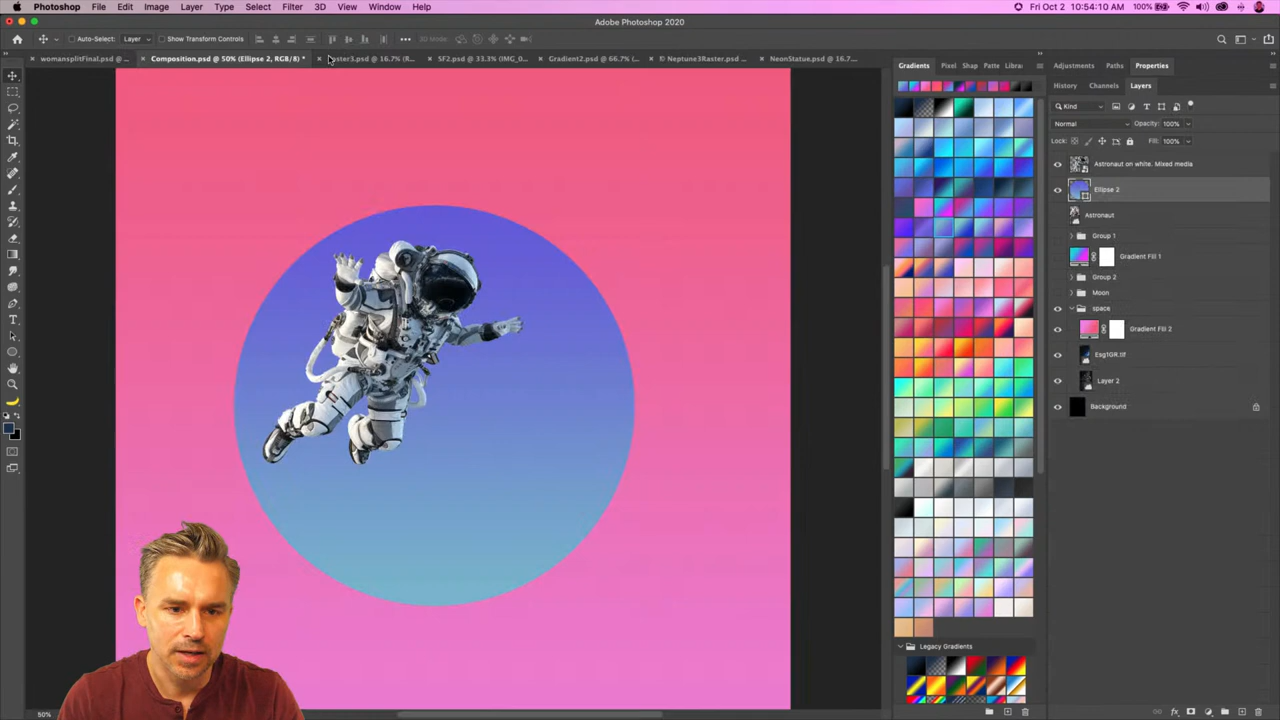 Photoshop File Edit Image Layer Type Select Filter 3D View Window Help 100% Fri Oct 2 10:54:10 AM
Adobe Photoshop 2020
Auto-Select: Layer Show Transform Controls 3D Mode:
womansplitFinal.psd @ ... Composition.psd @ 50% (Ellipse 2, RGB/8) * ster3.psd @ 16.7% (R... SF2.psd @ 33.3% (IMG_0... Gradient2.psd @ 66.7% (... Neptune3Raster.psd ... NeonStatue.psd @ 16.7...
Gradients Pixel Shap Libra Adjustments Paths Properties
History Channels Layers
Kind
Normal Opacity: 100%
Lock: Fill: 100%
Astronaut on white. Mixed media
Ellipse 2
Astronaut
Group 1
Gradient Fill 1
Group 2
Moon
space
Gradient Fill 2
Esg1GR.tif
Layer 2
Background
Legacy Gradients
50%